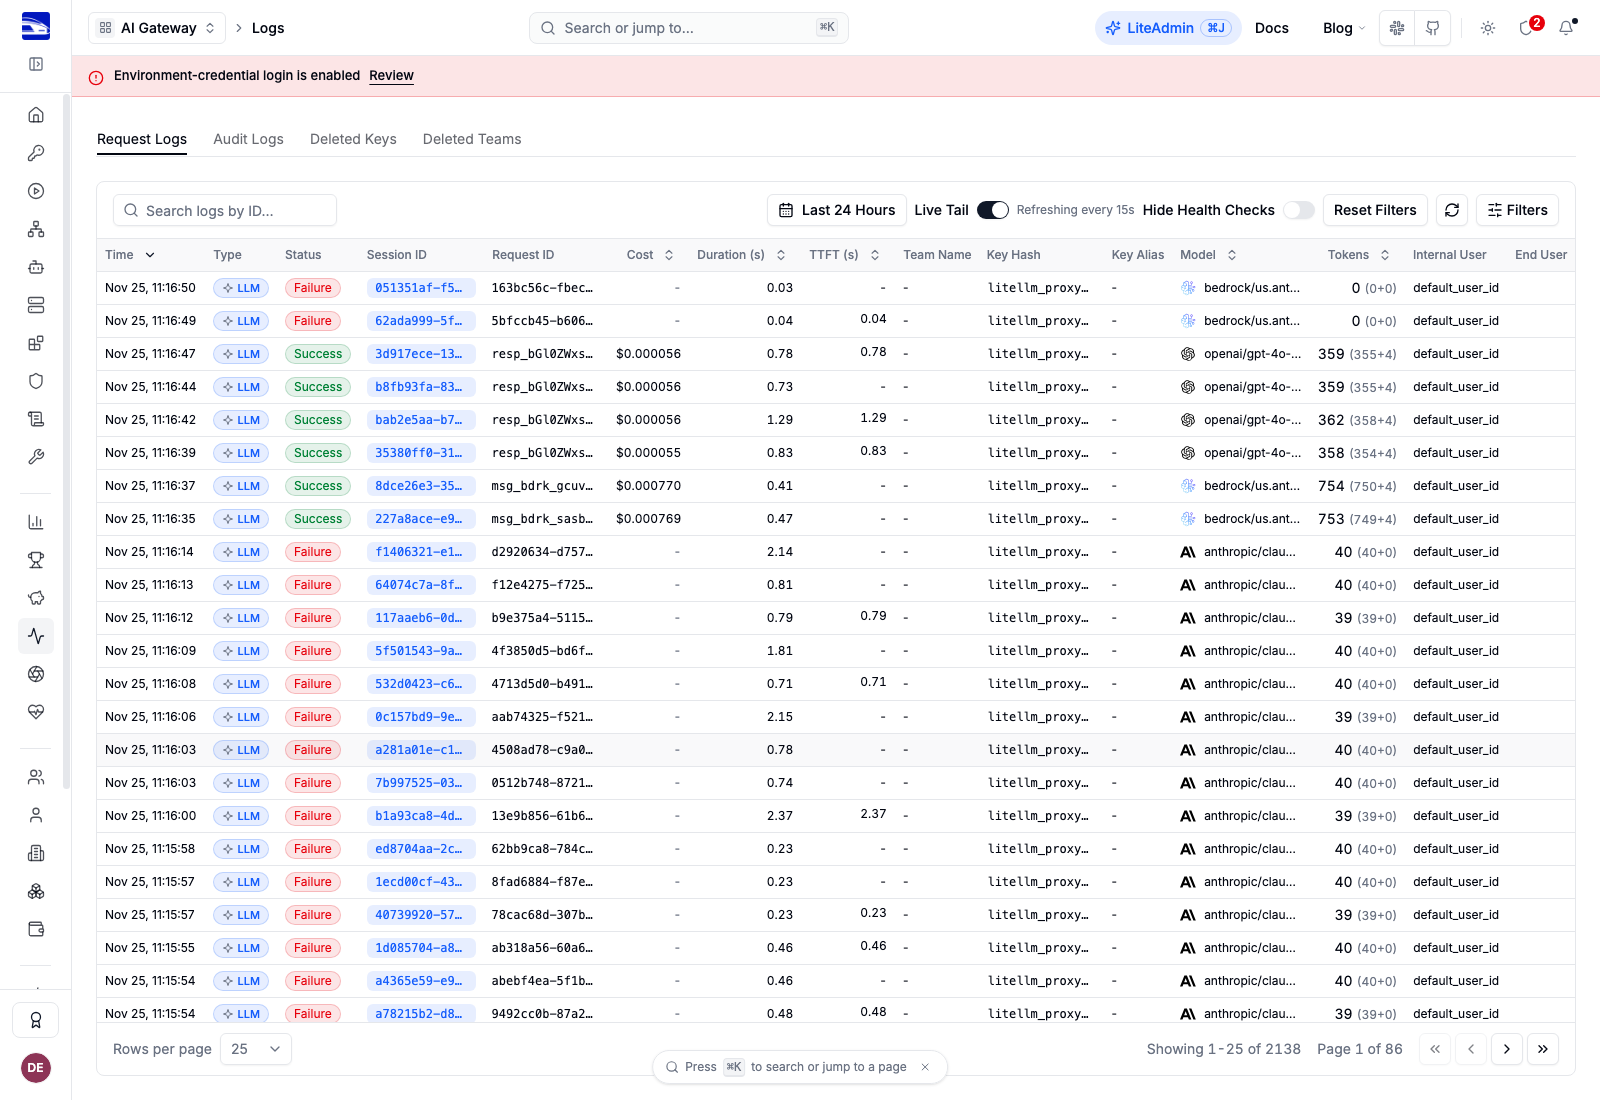 AI Gateway
Logs
Search or jump to...
⌘K
LiteAdmin ⌘J
Docs
Blog
2
Environment-credential login is enabled Review
Request Logs Audit Logs Deleted Keys Deleted Teams
Search logs by ID...
Last 24 Hours
Live Tail
Refreshing every 15s
Hide Health Checks
Reset Filters
Filters
Time Type Status Session ID Request ID Cost Duration (s) TTFT (s) Team Name Key Hash Key Alias Model Tokens Internal User End User
Nov 25, 11:16:50 LLM Failure 051351af-f5… 163bc56c-fbec… - 0.03 - - litellm_proxy… - bedrock/us.ant... 0 (0+0) default_user_id
Nov 25, 11:16:49 LLM Failure 62ada999-5f… 5bfccb45-b606… - 0.04 0.04 - litellm_proxy… - bedrock/us.ant... 0 (0+0) default_user_id
Nov 25, 11:16:47 LLM Success 3d917ece-13… resp_bGl0ZWxs… $0.000056 0.78 0.78 - litellm_proxy… - openai/gpt-4o-... 359 (355+4) default_user_id
Nov 25, 11:16:44 LLM Success b8fb93fa-83… resp_bGl0ZWxs… $0.000056 0.73 - - litellm_proxy… - openai/gpt-4o-... 359 (355+4) default_user_id
Nov 25, 11:16:42 LLM Success bab2e5aa-b7… resp_bGl0ZWxs… $0.000056 1.29 1.29 - litellm_proxy… - openai/gpt-4o-... 362 (358+4) default_user_id
Nov 25, 11:16:39 LLM Success 35380ff0-31… resp_bGl0ZWxs… $0.000055 0.83 0.83 - litellm_proxy… - openai/gpt-4o-... 358 (354+4) default_user_id
Nov 25, 11:16:37 LLM Success 8dce26e3-35… msg_bdrk_gcuv… $0.000770 0.41 - - litellm_proxy… - bedrock/us.ant... 754 (750+4) default_user_id
Nov 25, 11:16:35 LLM Success 227a8ace-e9… msg_bdrk_sasb… $0.000769 0.47 - - litellm_proxy… - bedrock/us.ant... 753 (749+4) default_user_id
Nov 25, 11:16:14 LLM Failure f1406321-e1… d2920634-d757… - 2.14 - - litellm_proxy… - anthropic/clau... 40 (40+0) default_user_id
Nov 25, 11:16:13 LLM Failure 64074c7a-8f… f12e4275-f725… - 0.81 - - litellm_proxy… - anthropic/clau... 40 (40+0) default_user_id
Nov 25, 11:16:12 LLM Failure 117aaeb6-0d… b9e375a4-5115… - 0.79 0.79 - litellm_proxy… - anthropic/clau... 39 (39+0) default_user_id
Nov 25, 11:16:09 LLM Failure 5f501543-9a… 4f3850d5-bd6f… - 1.81 - - litellm_proxy… - anthropic/clau... 40 (40+0) default_user_id
Nov 25, 11:16:08 LLM Failure 532d0423-c6… 4713d5d0-b491… - 0.71 0.71 - litellm_proxy… - anthropic/clau... 40 (40+0) default_user_id
Nov 25, 11:16:06 LLM Failure 0c157bd9-9e… aab74325-f521… - 2.15 - - litellm_proxy… - anthropic/clau... 39 (39+0) default_user_id
Nov 25, 11:16:03 LLM Failure a281a01e-c1… 4508ad78-c9a0… - 0.78 - - litellm_proxy… - anthropic/clau... 40 (40+0) default_user_id
Nov 25, 11:16:03 LLM Failure 7b997525-03… 0512b748-8721… - 0.74 - - litellm_proxy… - anthropic/clau... 40 (40+0) default_user_id
Nov 25, 11:16:00 LLM Failure b1a93ca8-4d… 13e9b856-61b6… - 2.37 2.37 - litellm_proxy… - anthropic/clau... 39 (39+0) default_user_id
Nov 25, 11:15:58 LLM Failure ed8704aa-2c… 62bb9ca8-784c… - 0.23 - - litellm_proxy… - anthropic/clau... 40 (40+0) default_user_id
Nov 25, 11:15:57 LLM Failure 1ecd00cf-43… 8fad6884-f87e… - 0.23 - - litellm_proxy… - anthropic/clau... 40 (40+0) default_user_id
Nov 25, 11:15:57 LLM Failure 40739920-57… 78cac68d-307b… - 0.23 0.23 - litellm_proxy… - anthropic/clau... 39 (39+0) default_user_id
Nov 25, 11:15:55 LLM Failure 1d085704-a8… ab318a56-60a6… - 0.46 0.46 - litellm_proxy… - anthropic/clau... 40 (40+0) default_user_id
Nov 25, 11:15:54 LLM Failure a4365e59-e9… abebf4ea-5f1b… - 0.46 - - litellm_proxy… - anthropic/clau... 40 (40+0) default_user_id
Nov 25, 11:15:54 LLM Failure a78215b2-d8… 9492cc0b-87a2… - 0.48 0.48 - litellm_proxy… - anthropic/clau... 39 (39+0) default_user_id
Rows per page 25
Showing 1-25 of 2138 Page 1 of 86
Press ⌘K to search or jump to a page
DE